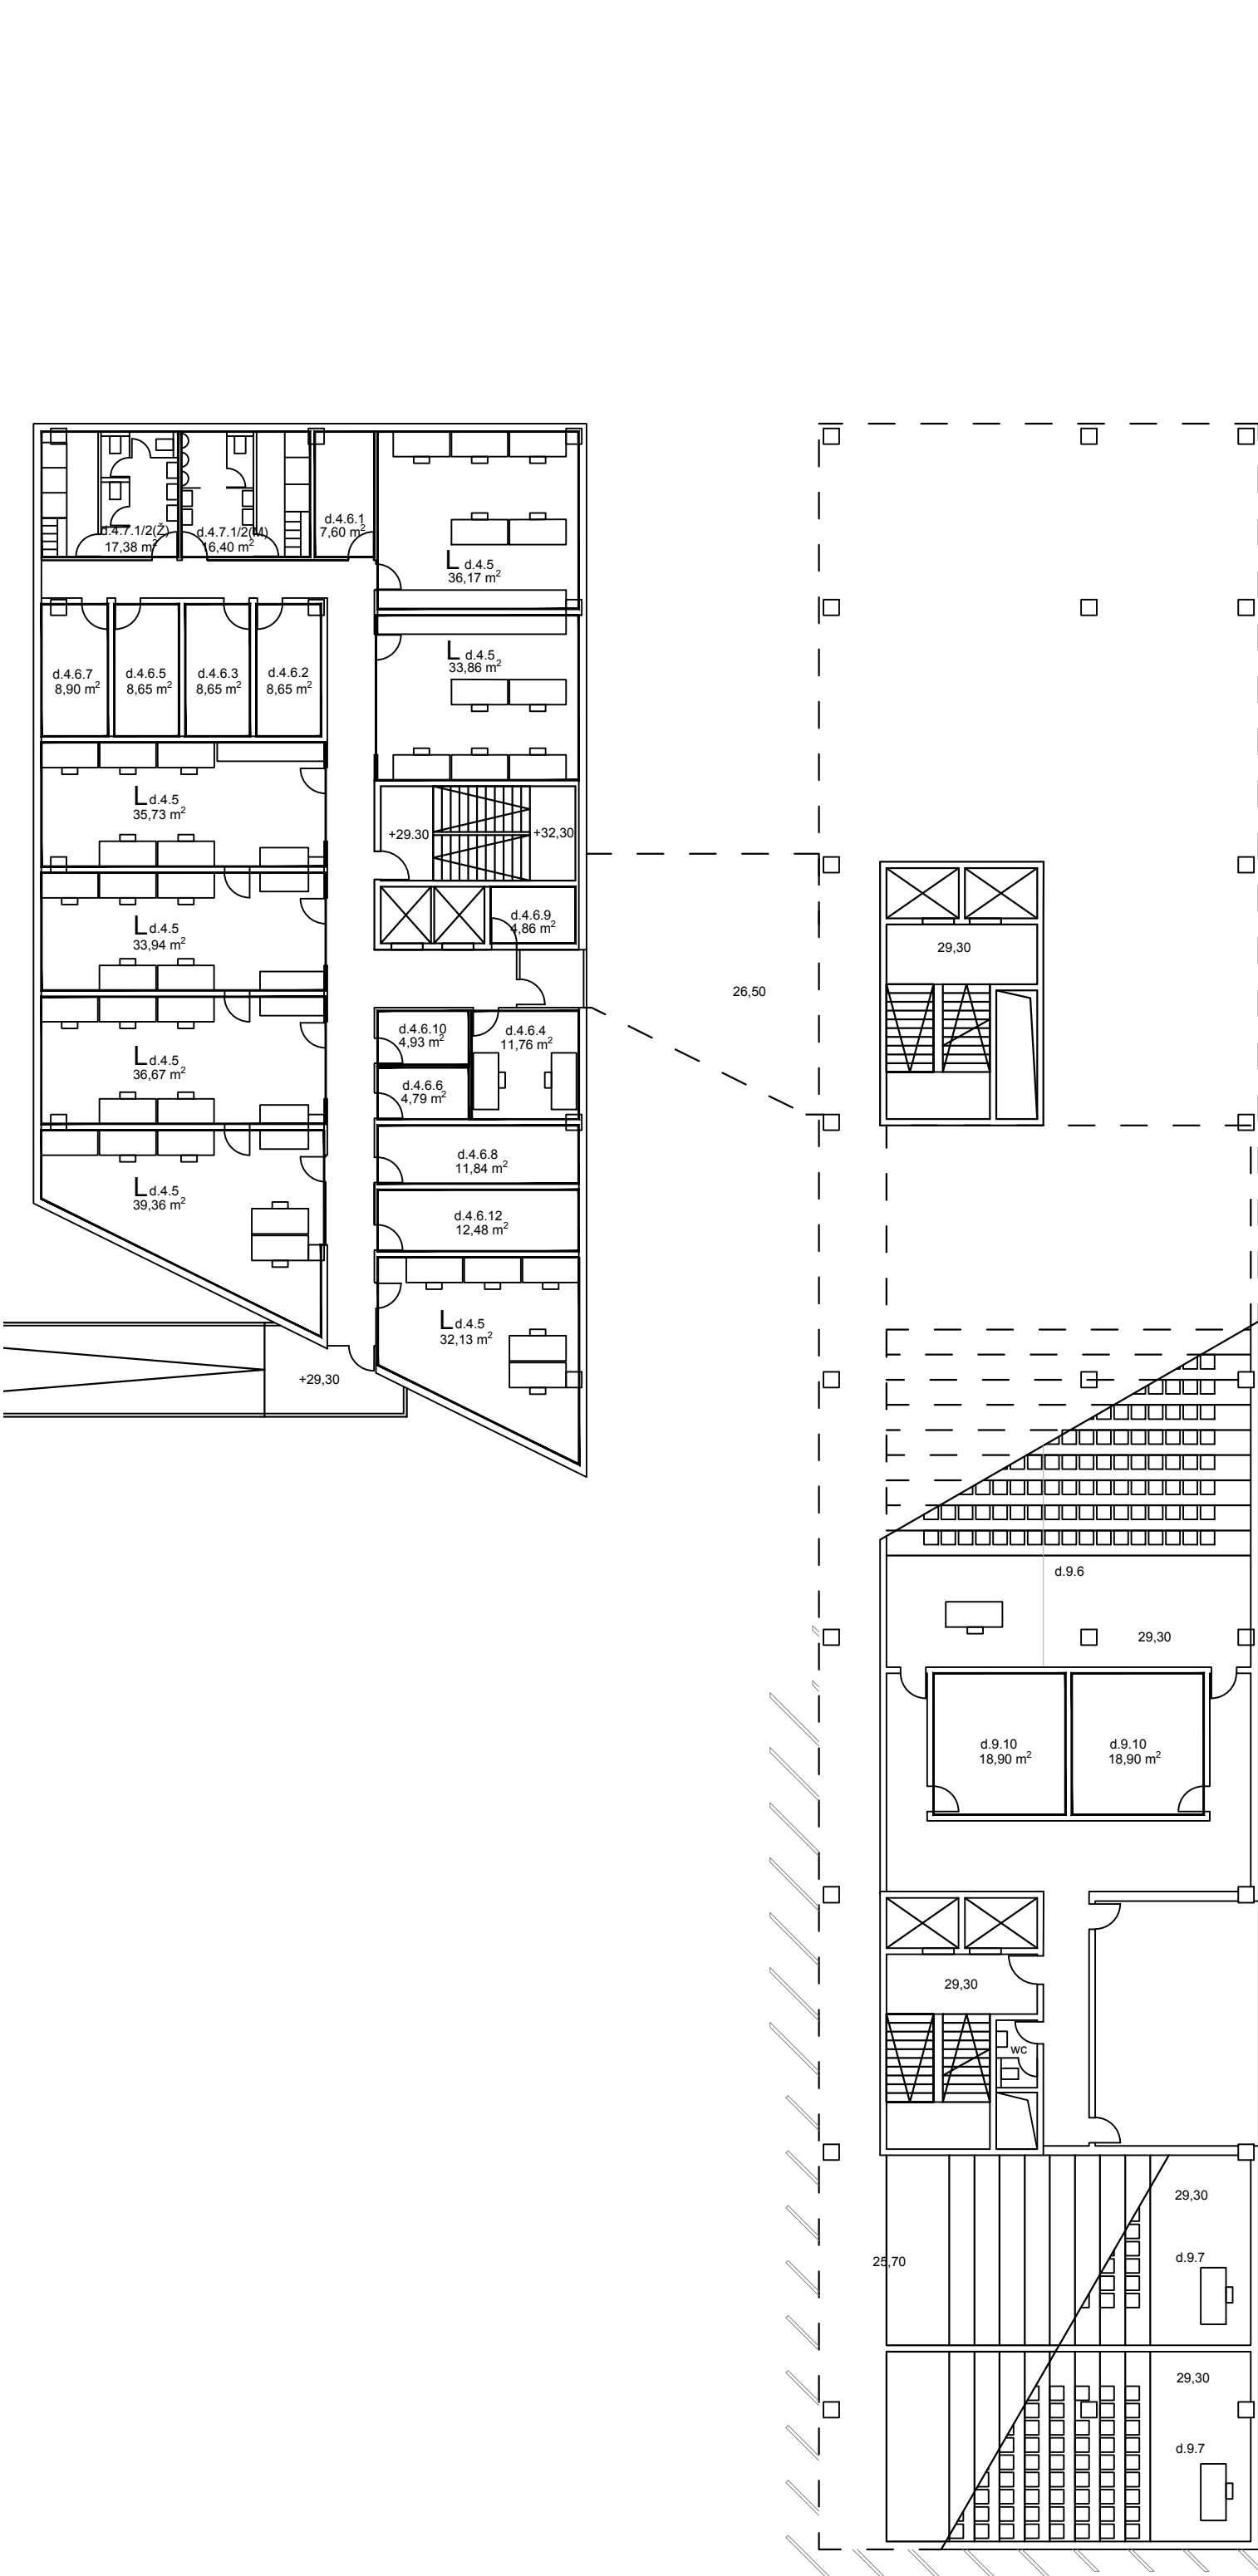 d.4.7.1/2(Ž)
17,38 m²
d.4.7.1/2(M)
16,40 m²
d.4.6.1
7,60 m²
L d.4.5
36,17 m²
L d.4.5
33,86 m²
d.4.6.7
8,90 m²
d.4.6.5
8,65 m²
d.4.6.3
8,65 m²
d.4.6.2
8,65 m²
L d.4.5
35,73 m²
+29.30
+32,30
L d.4.5
33,94 m²
d.4.6.9
4,86 m²
29,30
26,50
L d.4.5
36,67 m²
d.4.6.10
4,93 m²
d.4.6.4
11,76 m²
d.4.6.6
4,79 m²
d.4.6.8
11,84 m²
L d.4.5
39,36 m²
d.4.6.12
12,48 m²
L d.4.5
32,13 m²
+29,30
d.9.6
29,30
d.9.10
18,90 m²
d.9.10
18,90 m²
29,30
WC
29,30
25,70
d.9.7
29,30
d.9.7